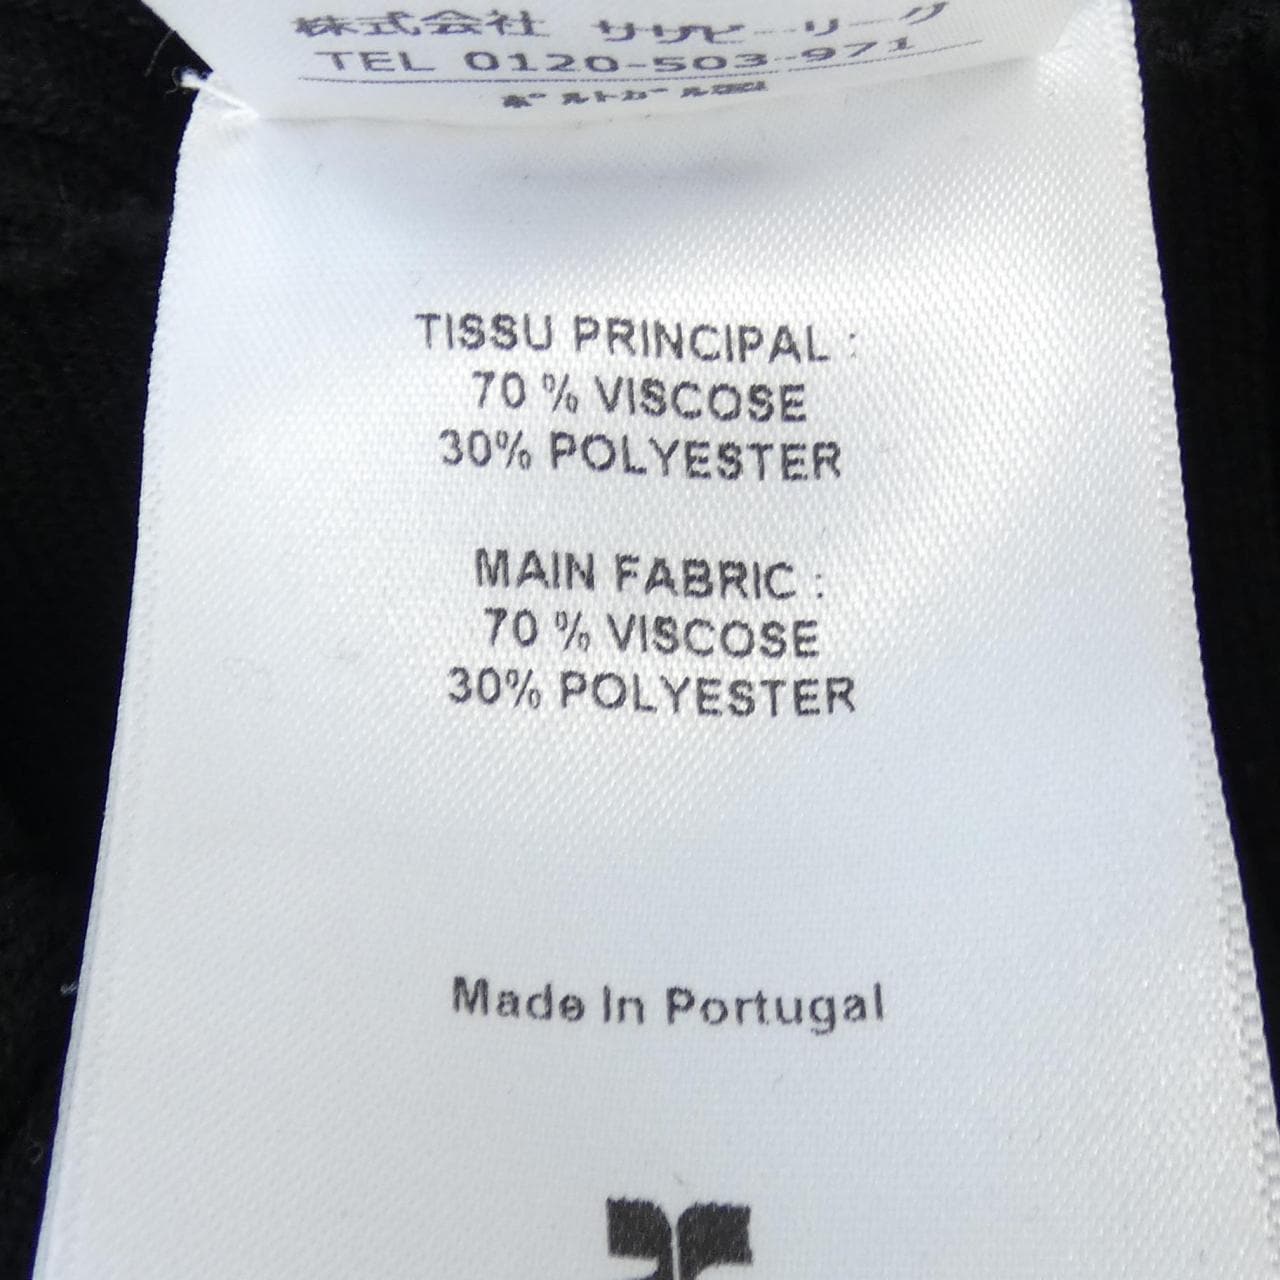 株式会社 サザビーリーグ
TEL 0120-503-971
ポルトガル製
TISSU PRINCIPAL :
70 % VISCOSE
30% POLYESTER
MAIN FABRIC :
70 % VISCOSE
30% POLYESTER
Made In Portugal